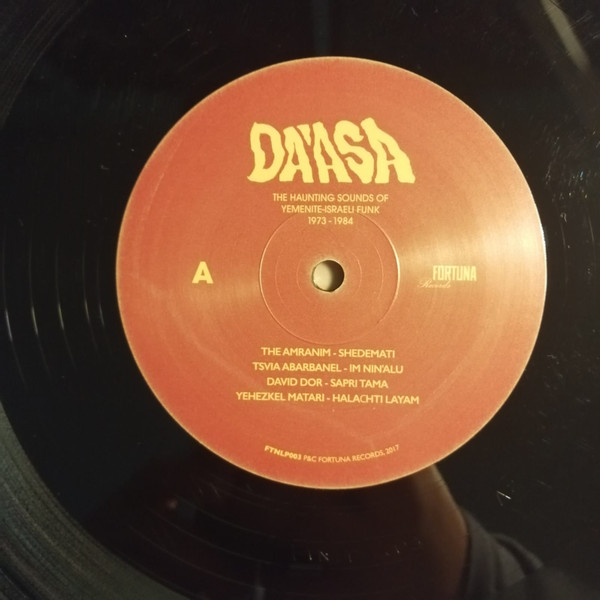 DA'ASA
THE HAUNTING SOUNDS OF
YEMENITE-ISRAELI FUNK
1973 - 1984
A
FORTUNA
Records
THE AMRANIM - SHEDEMATI
TSVIA ABARBANEL - IM NIN'ALU
DAVID DOR - SAPRI TAMA
YEHEZKEL MATARI - HALACHTI LAYAM
FTNLP003 P&C FORTUNA RECORDS, 2017